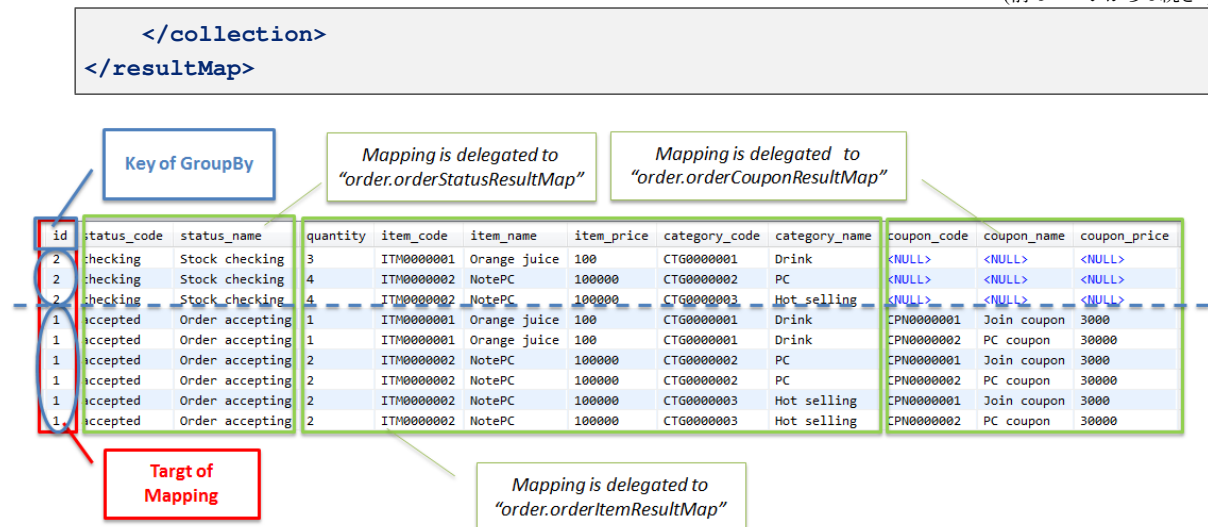 </collection>
</resultMap>
Key of GroupBy
Mapping is delegated to
“order.orderStatusResultMap”
Mapping is delegated to
“order.orderCouponResultMap”
id status_code status_name quantity item_code item_name item_price category_code category_name coupon_code coupon_name coupon_price
2 checking Stock checking 3 ITM0000001 Orange juice 100 CTG0000001 Drink <NULL> <NULL> <NULL>
2 checking Stock checking 4 ITM0000002 NotePC 100000 CTG0000002 PC <NULL> <NULL> <NULL>
2 checking Stock checking 4 ITM0000002 NotePC 100000 CTG0000003 Hot selling <NULL> <NULL> <NULL>
1 accepted Order accepting 1 ITM0000001 Orange juice 100 CTG0000001 Drink CPN0000001 Join coupon 3000
1 accepted Order accepting 1 ITM0000001 Orange juice 100 CTG0000001 Drink CPN0000002 PC coupon 30000
1 accepted Order accepting 2 ITM0000002 NotePC 100000 CTG0000002 PC CPN0000001 Join coupon 3000
1 accepted Order accepting 2 ITM0000002 NotePC 100000 CTG0000002 PC CPN0000002 PC coupon 30000
1 accepted Order accepting 2 ITM0000002 NotePC 100000 CTG0000003 Hot selling CPN0000001 Join coupon 3000
1 accepted Order accepting 2 ITM0000002 NotePC 100000 CTG0000003 Hot selling CPN0000002 PC coupon 30000
Targt of
Mapping
Mapping is delegated to
“order.orderItemResultMap”